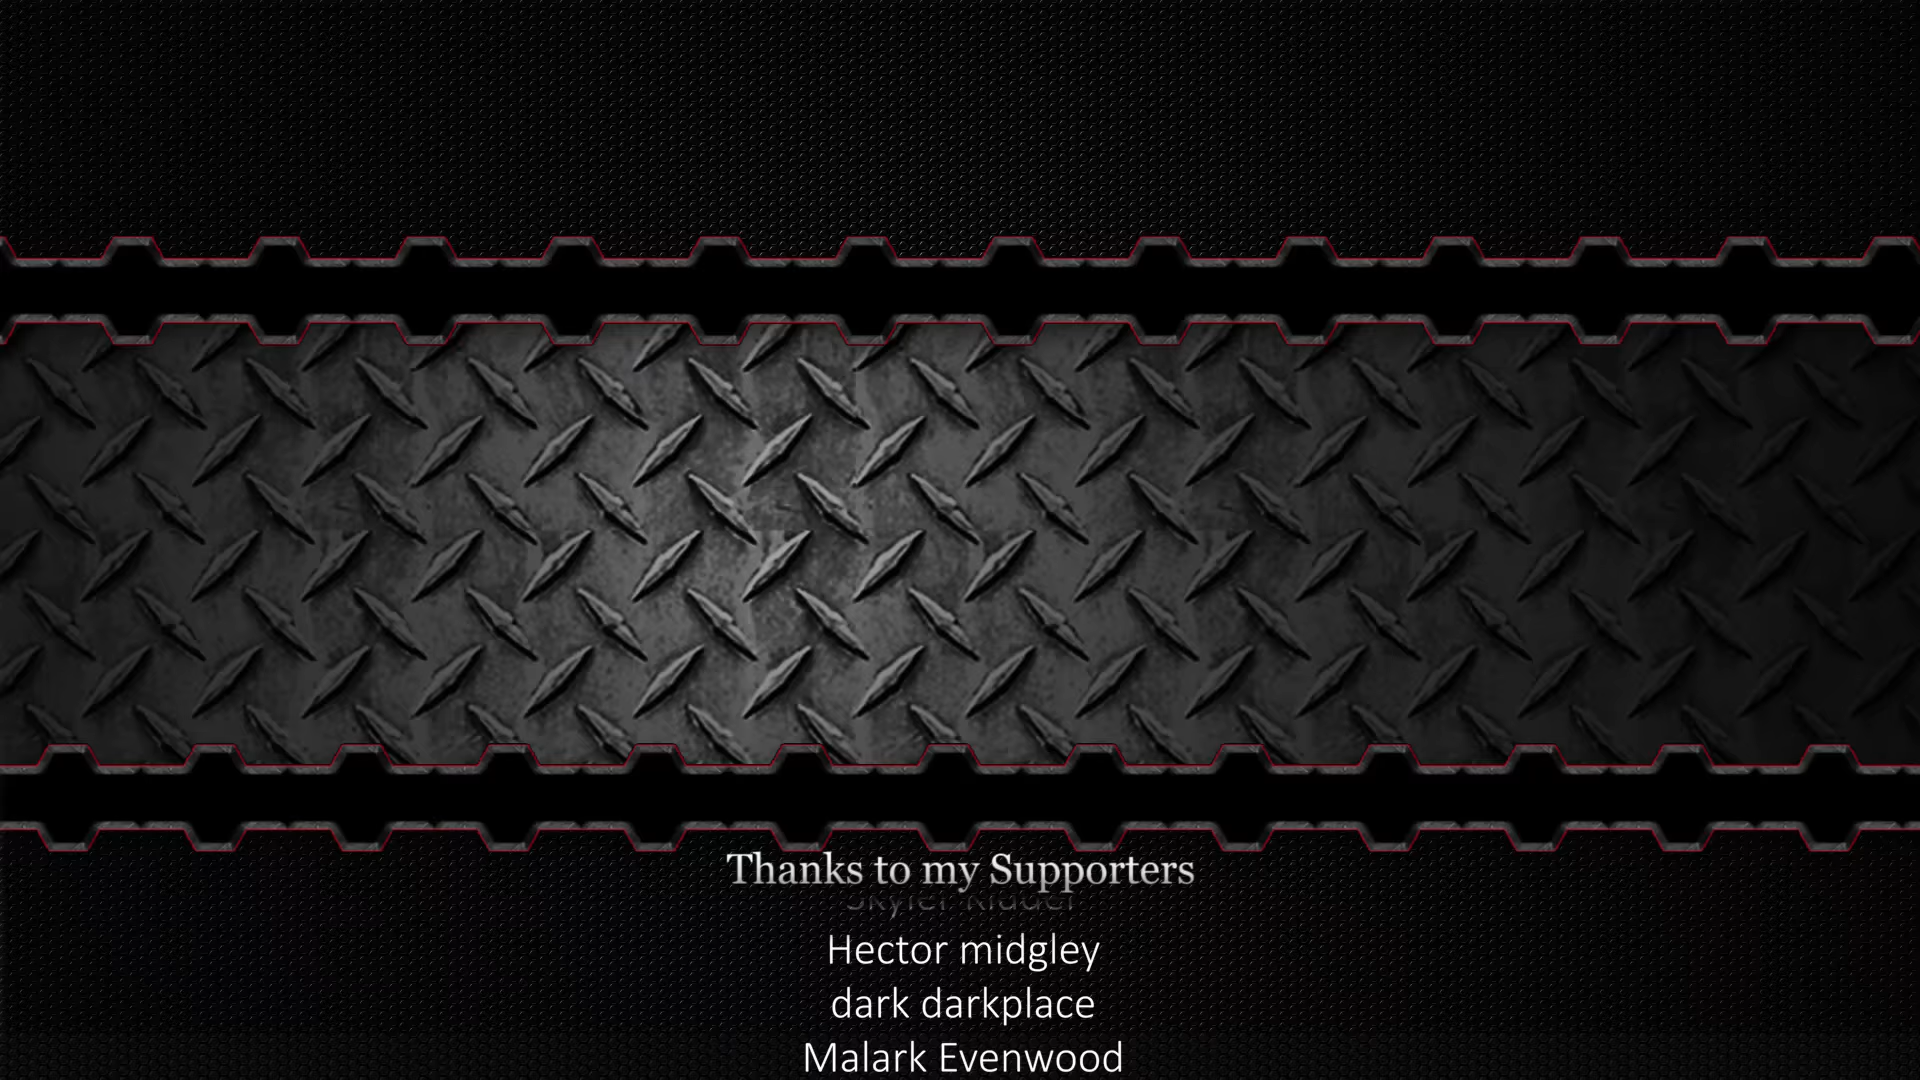 Thanks to my Supporters
Hector midgley
dark darkplace
Malark Evenwood